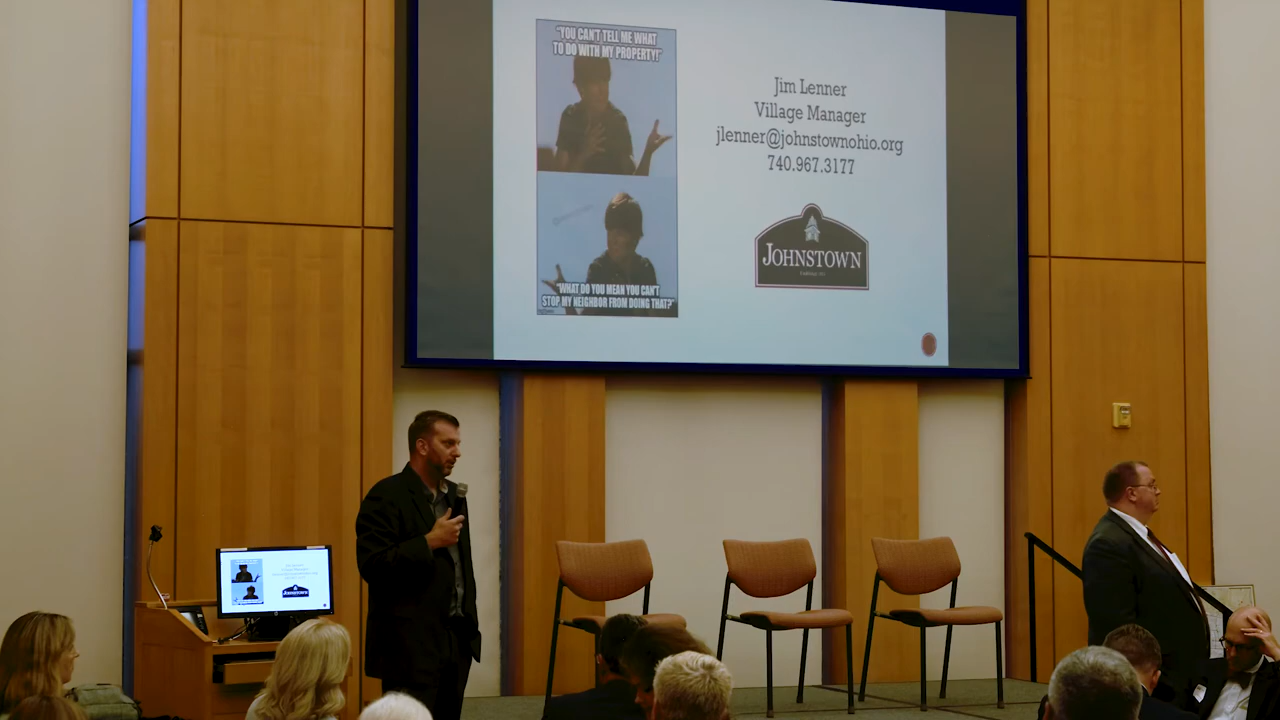 "YOU CAN'T TELL ME WHAT
TO DO WITH MY PROPERTY!"
"WHAT DO YOU MEAN YOU CAN'T
STOP MY NEIGHBOR FROM DOING THAT?"
Jim Lenner
Village Manager
jlenner@johnstownohio.org
740.967.3177
JOHNSTOWN